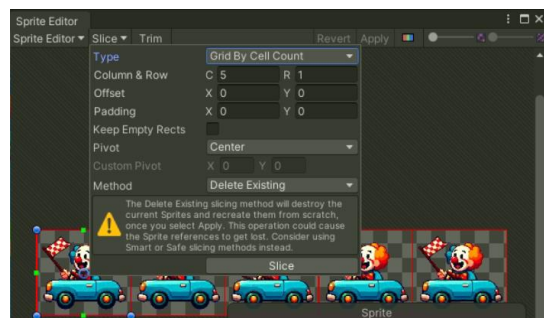 Sprite Editor
Sprite Editor Slice Trim Revert Apply
Type Grid By Cell Count
Column & Row C 5 R 1
Offset X 0 Y 0
Padding X 0 Y 0
Keep Empty Rects
Pivot Center
Custom Pivot X 0 Y 0
Method Delete Existing
The Delete Existing slicing method will destroy the
current Sprites and recreate them from scratch,
once you select Apply. This operation could cause
the Sprite references to get lost. Consider using
Smart or Safe slicing methods instead.
Slice
Sprite